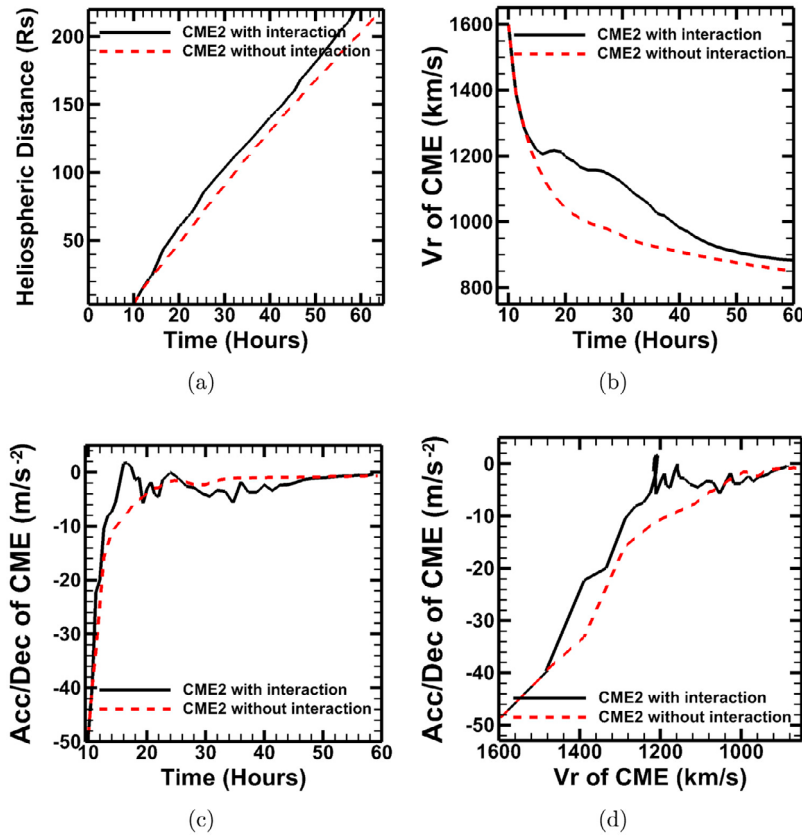 Heliospheric Distance (Rs)
200
150
100
50
0 10 20 30 40 50 60
Time (Hours)
CME2 with interaction
CME2 without interaction
(a)
Vr of CME (km/s)
1600
1400
1200
1000
800
10 20 30 40 50 60
Time (Hours)
CME2 with interaction
CME2 without interaction
(b)
Acc/Dec of CME (m/s⁻²)
0
-10
-20
-30
-40
-50
10 20 30 40 50 60
Time (Hours)
CME2 with interaction
CME2 without interaction
(c)
Acc/Dec of CME (m/s⁻²)
0
-10
-20
-30
-40
-50
1600 1400 1200 1000
Vr of CME (km/s)
CME2 with interaction
CME2 without interaction
(d)